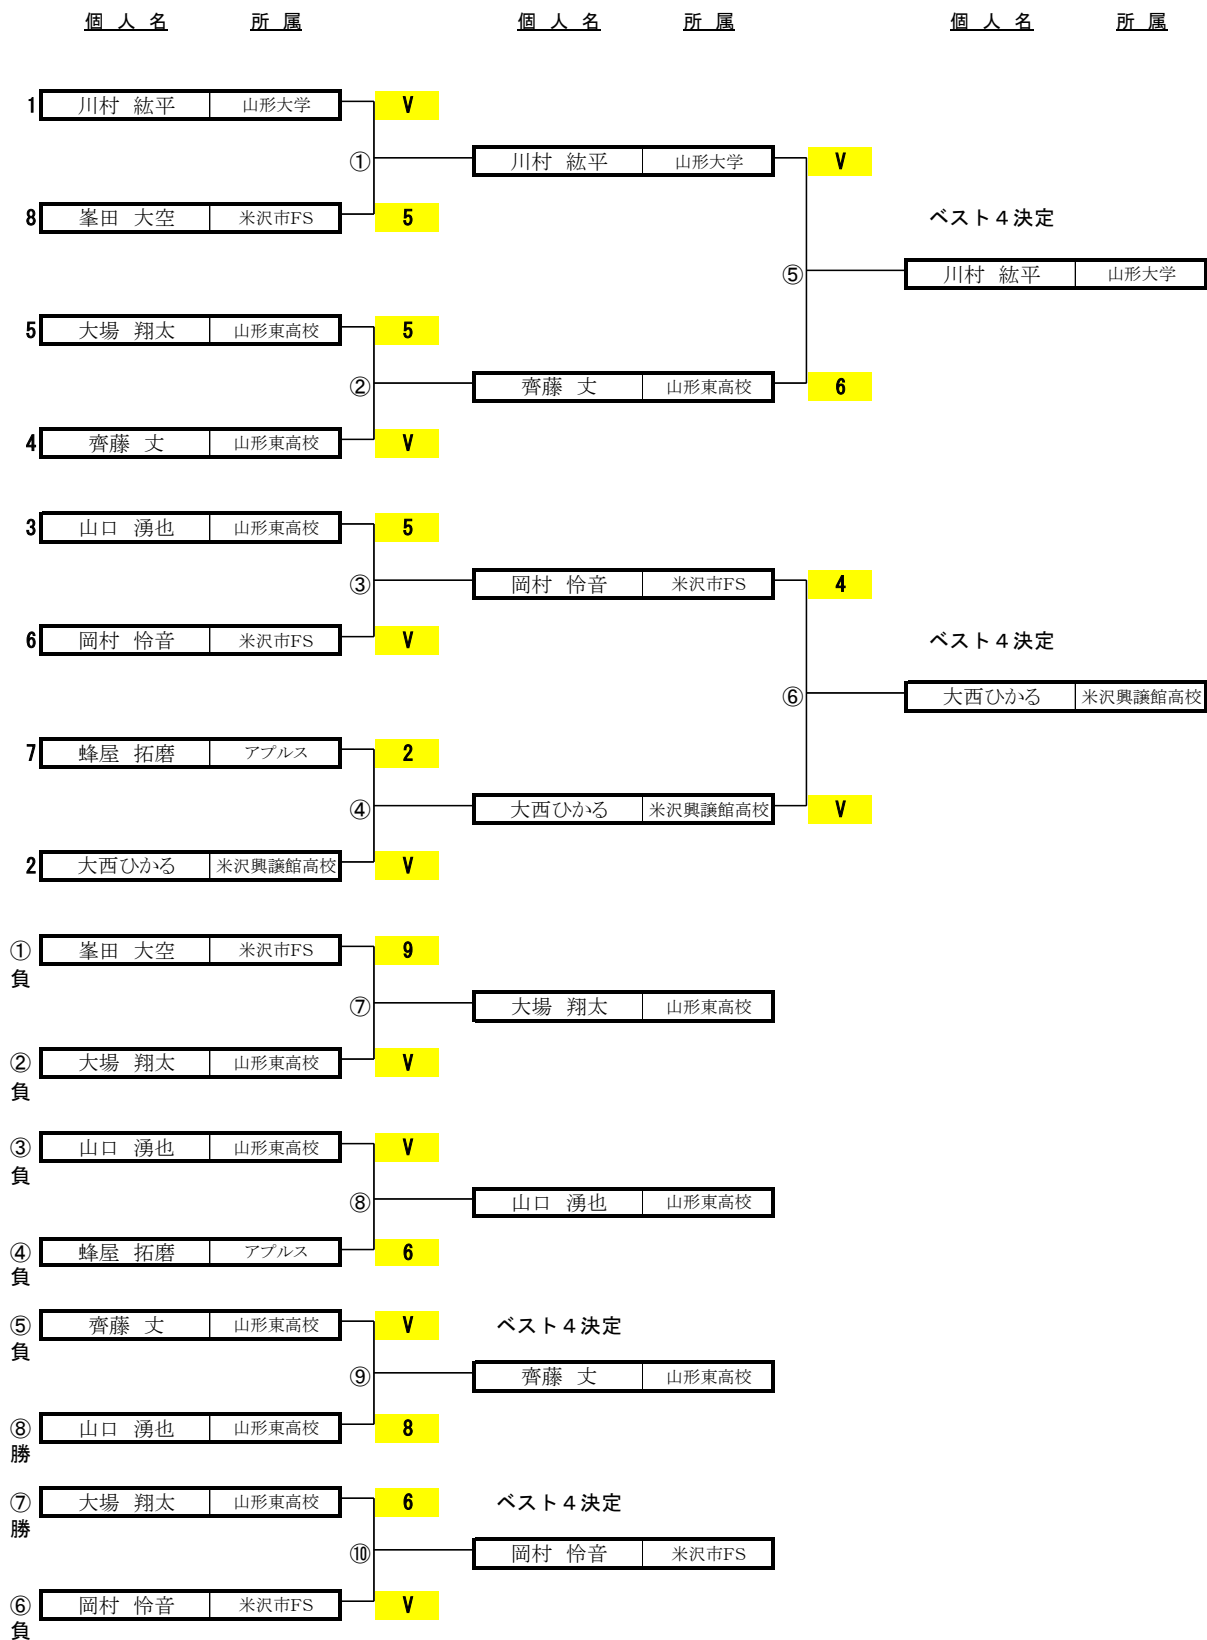 個 人 名 所 属 個 人 名 所 属 個 人 名 所 属
1 川村 紘平 山形大学 V
① 川村 紘平 山形大学 V
8 峯田 大空 米沢市FS 5 ベスト４決定
⑤ 川村 紘平 山形大学
5 大場 翔太 山形東高校 5
② 齊藤 丈 山形東高校 6
4 齊藤 丈 山形東高校 V
3 山口 湧也 山形東高校 5
③ 岡村 怜音 米沢市FS 4
6 岡村 怜音 米沢市FS V ベスト４決定
⑥ 大西ひかる 米沢興譲館高校
7 蜂屋 拓磨 アプルス 2
④ 大西ひかる 米沢興譲館高校 V
2 大西ひかる 米沢興譲館高校 V
① 峯田 大空 米沢市FS 9
負
⑦ 大場 翔太 山形東高校
② 大場 翔太 山形東高校 V
負
③ 山口 湧也 山形東高校 V
負
⑧ 山口 湧也 山形東高校
④ 蜂屋 拓磨 アプルス 6
負
⑤ 齊藤 丈 山形東高校 V ベスト４決定
負
⑨ 齊藤 丈 山形東高校
⑧ 山口 湧也 山形東高校 8
勝
⑦ 大場 翔太 山形東高校 6 ベスト４決定
勝
⑩ 岡村 怜音 米沢市FS
⑥ 岡村 怜音 米沢市FS V
負